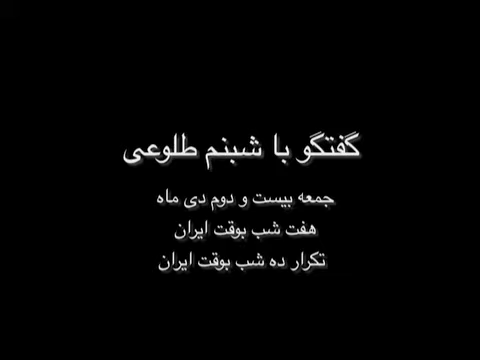 گفتگو با شبنم طلوعی
جمعه بیست و دوم دی ماه
هفت شب بوقت ایران
تکرار ده شب بوقت ایران